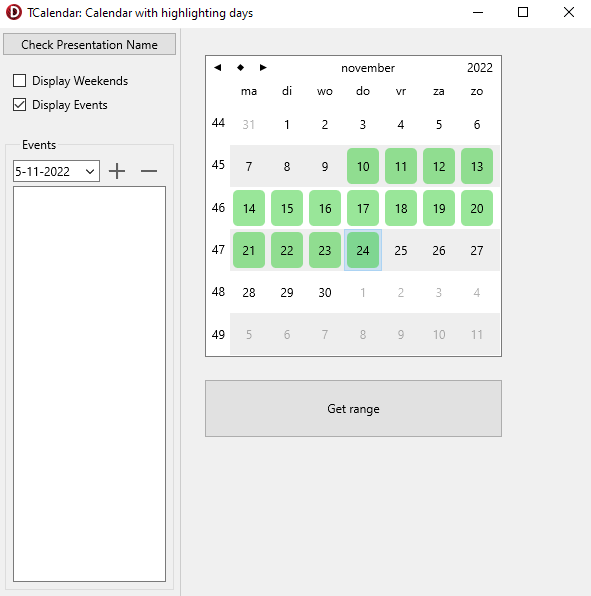 TCalendar: Calendar with highlighting days
Check Presentation Name
Display Weekends
Display Events
Events
5-11-2022
november 2022
ma di wo do vr za zo
44 31 1 2 3 4 5 6
45 7 8 9 10 11 12 13
46 14 15 16 17 18 19 20
47 21 22 23 24 25 26 27
48 28 29 30 1 2 3 4
49 5 6 7 8 9 10 11
Get range